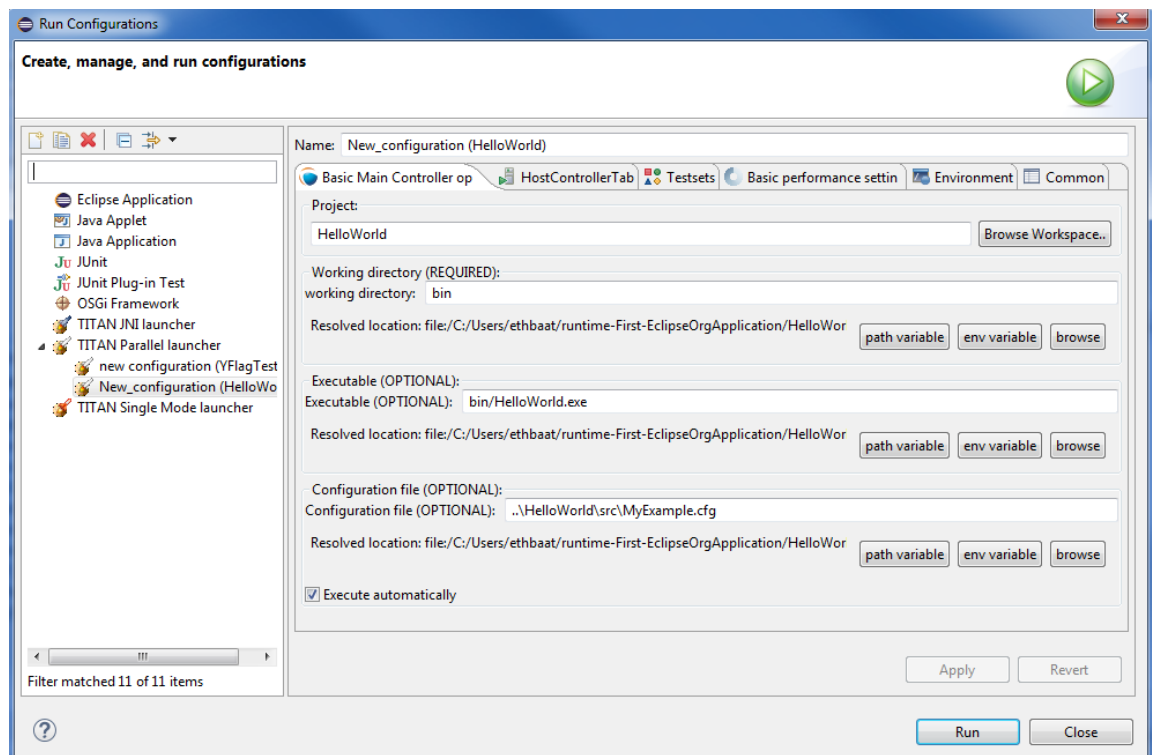 Run Configurations
Create, manage, and run configurations
Name: New_configuration (HelloWorld)
Basic Main Controller op HostControllerTab Testsets Basic performance settin Environment Common
Eclipse Application
Java Applet
Java Application
JUnit
JUnit Plug-in Test
OSGi Framework
TITAN JNI launcher
TITAN Parallel launcher
new configuration (YFlagTest
New_configuration (HelloWo
TITAN Single Mode launcher
Filter matched 11 of 11 items
Project:
HelloWorld Browse Workspace..
Working directory (REQUIRED):
working directory: bin
Resolved location: file:/C:/Users/ethbaat/runtime-First-EclipseOrgApplication/HelloWor
path variable env variable browse
Executable (OPTIONAL):
Executable (OPTIONAL): bin/HelloWorld.exe
Resolved location: file:/C:/Users/ethbaat/runtime-First-EclipseOrgApplication/HelloWor
path variable env variable browse
Configuration file (OPTIONAL):
Configuration file (OPTIONAL): ..\HelloWorld\src\MyExample.cfg
Resolved location: file:/C:/Users/ethbaat/runtime-First-EclipseOrgApplication/HelloWor
path variable env variable browse
Execute automatically
Apply Revert
Run Close